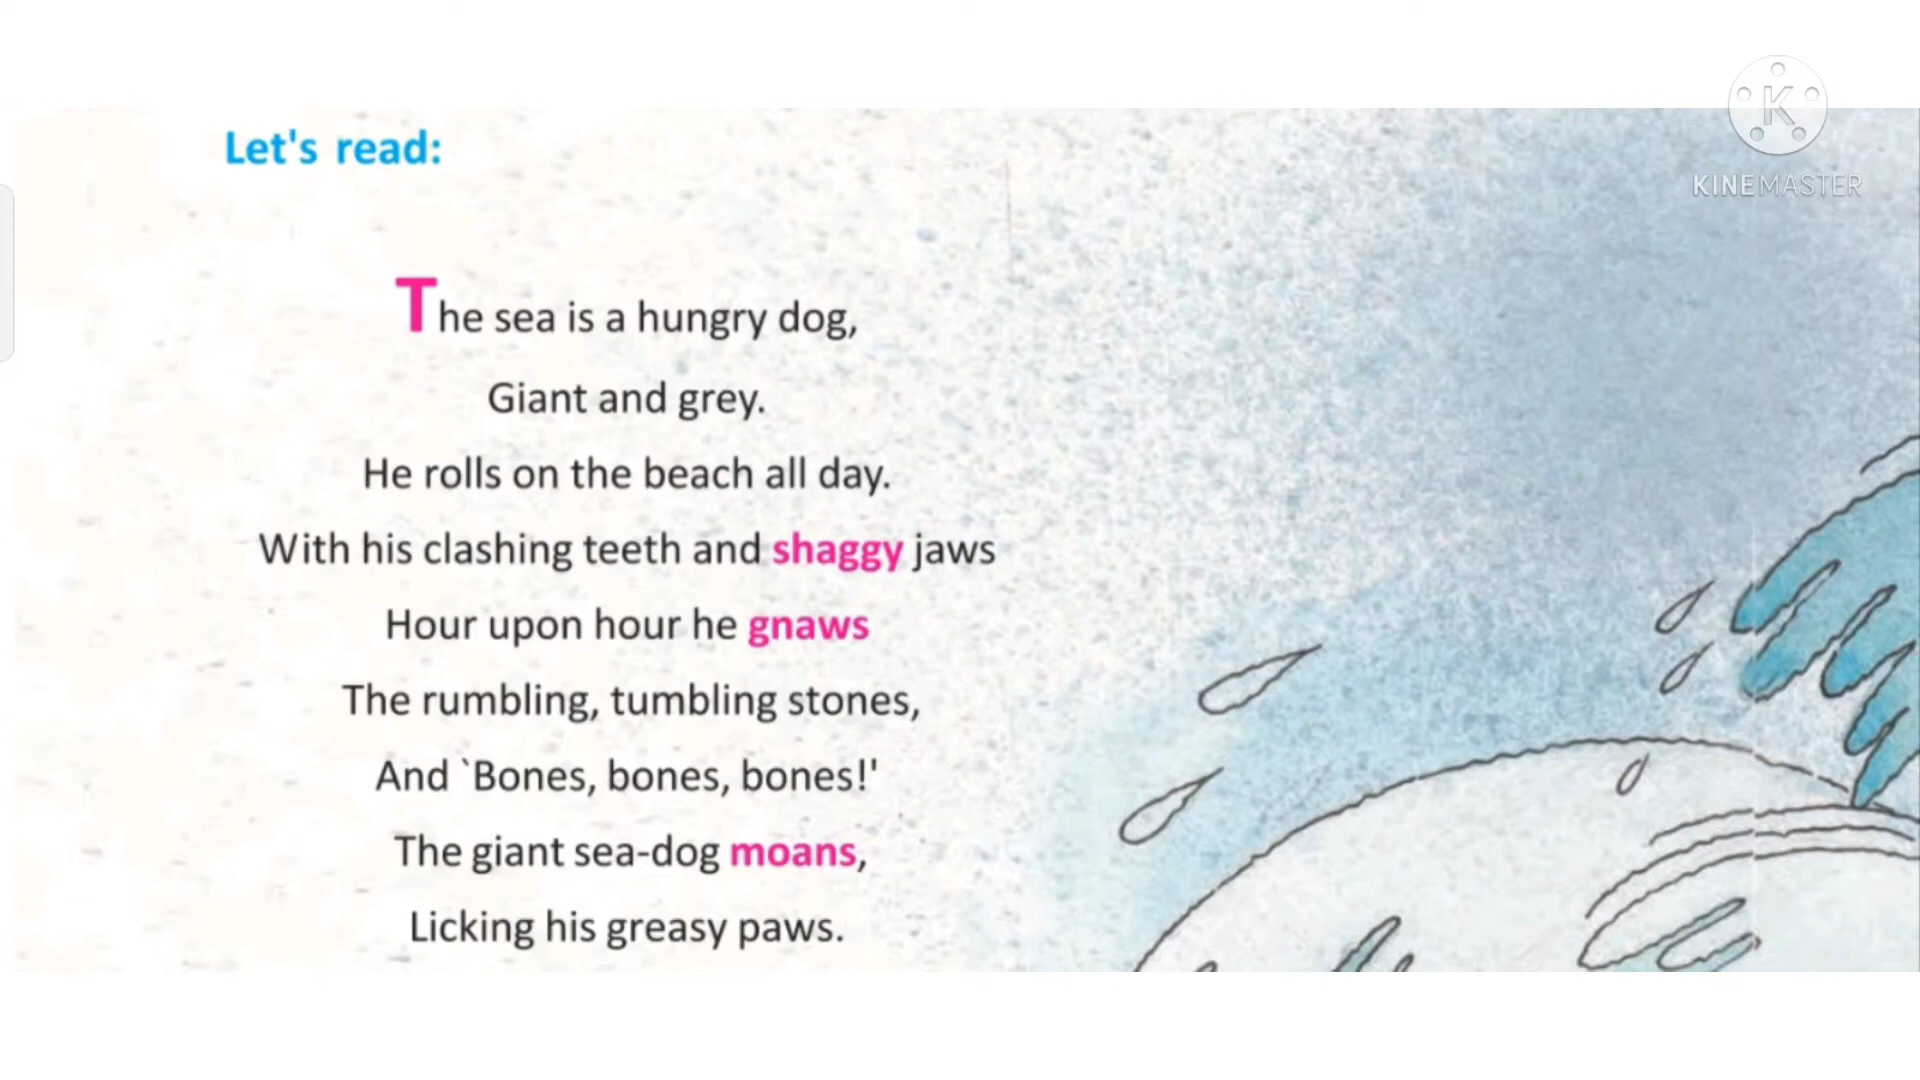 Let's read:
The sea is a hungry dog,
Giant and grey.
He rolls on the beach all day.
With his clashing teeth and shaggy jaws
Hour upon hour he gnaws
The rumbling, tumbling stones,
And `Bones, bones, bones!'
The giant sea-dog moans,
Licking his greasy paws.
K
KINEMASTER